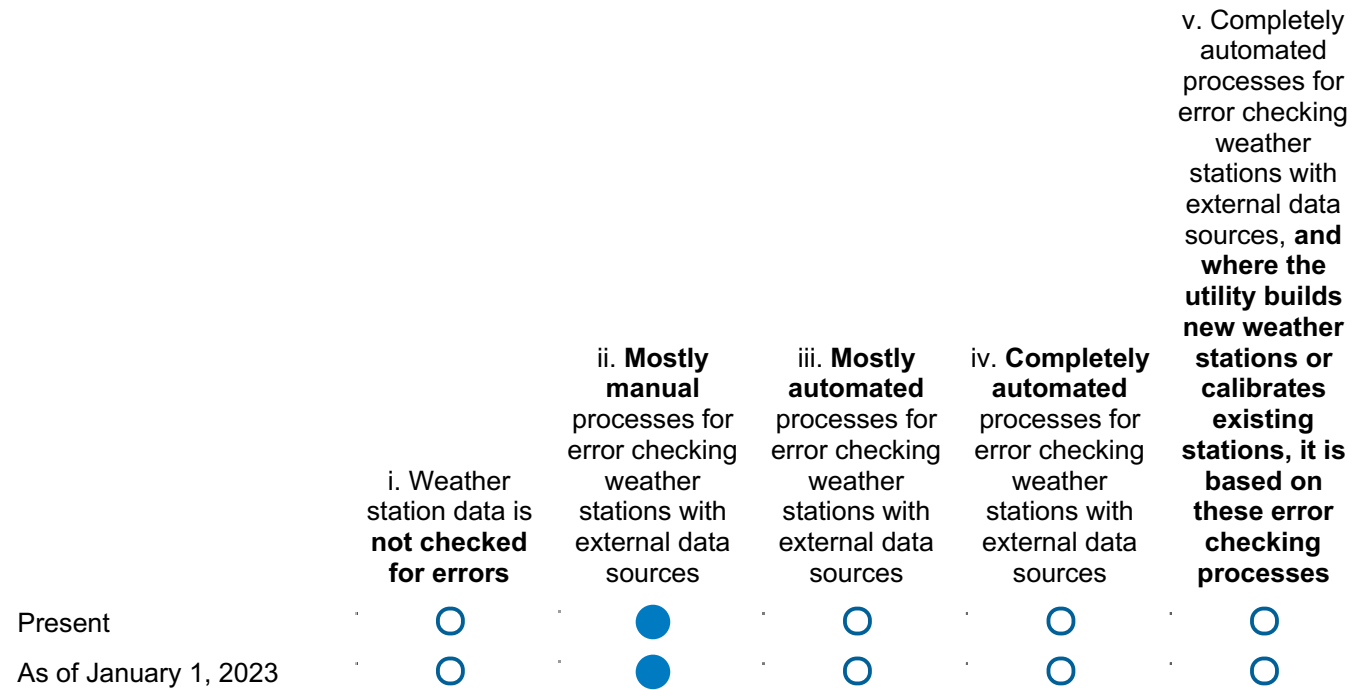 i. Weather
station data is
not checked
for errors
ii. Mostly
manual
processes for
error checking
weather
stations with
external data
sources
iii. Mostly
automated
processes for
error checking
weather
stations with
external data
sources
iv. Completely
automated
processes for
error checking
weather
stations with
external data
sources
v. Completely
automated
processes for
error checking
weather
stations with
external data
sources, and
where the
utility builds
new weather
stations or
calibrates
existing
stations, it is
based on
these error
checking
processes
Present
As of January 1, 2023